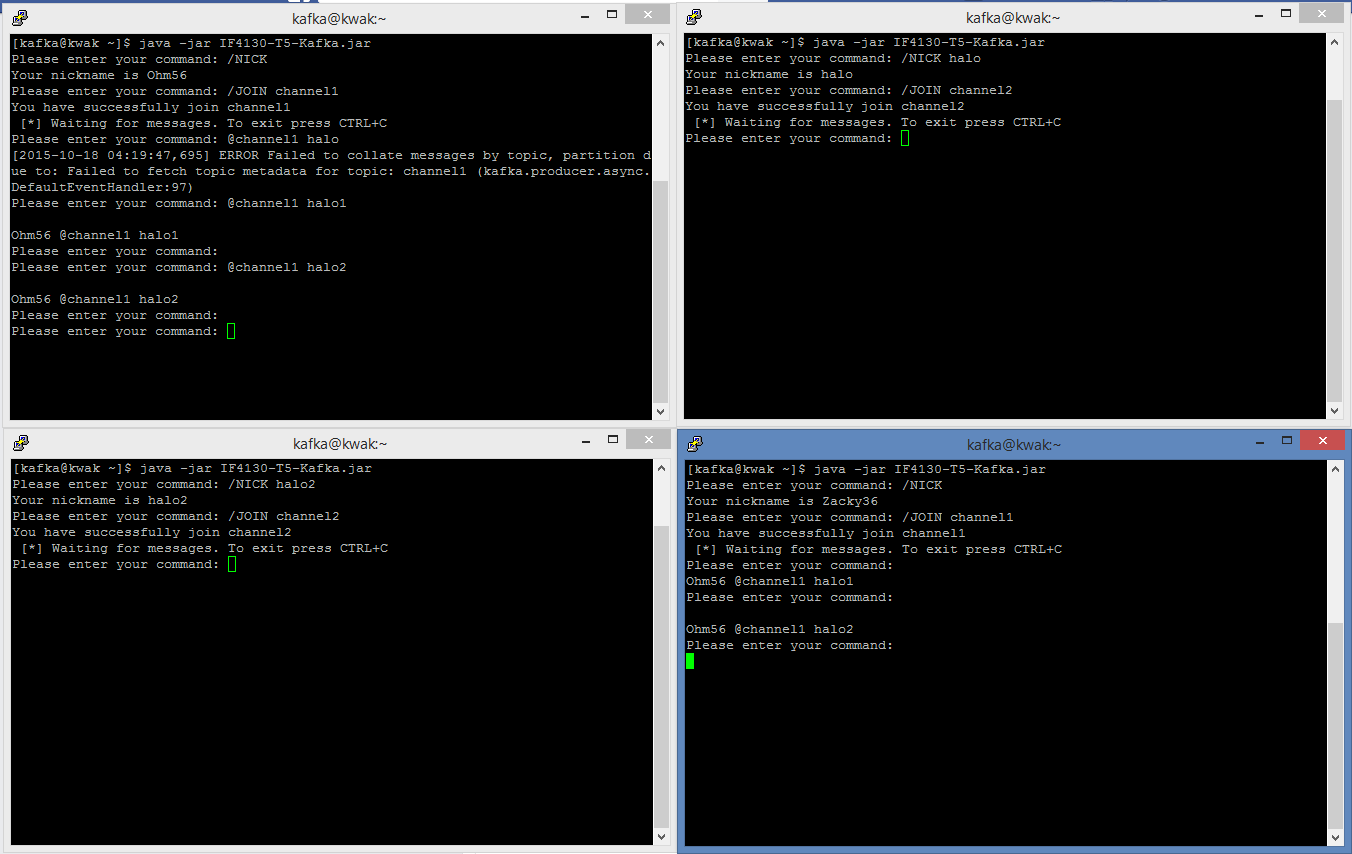 kafka@kwak:~
[kafka@kwak ~]$ java -jar IF4130-T5-Kafka.jar
Please enter your command: /NICK
Your nickname is Ohm56
Please enter your command: /JOIN channel1
You have successfully join channel1
 [*] Waiting for messages. To exit press CTRL+C
Please enter your command: @channel1 halo
[2015-10-18 04:19:47,695] ERROR Failed to collate messages by topic, partition d
ue to: Failed to fetch topic metadata for topic: channel1 (kafka.producer.async.
DefaultEventHandler:97)
Please enter your command: @channel1 halo1
Ohm56 @channel1 halo1
Please enter your command:
Please enter your command: @channel1 halo2
Ohm56 @channel1 halo2
Please enter your command:
Please enter your command:
kafka@kwak:~
[kafka@kwak ~]$ java -jar IF4130-T5-Kafka.jar
Please enter your command: /NICK halo
Your nickname is halo
Please enter your command: /JOIN channel2
You have successfully join channel2
 [*] Waiting for messages. To exit press CTRL+C
Please enter your command:
kafka@kwak:~
[kafka@kwak ~]$ java -jar IF4130-T5-Kafka.jar
Please enter your command: /NICK halo2
Your nickname is halo2
Please enter your command: /JOIN channel2
You have successfully join channel2
 [*] Waiting for messages. To exit press CTRL+C
Please enter your command:
kafka@kwak:~
[kafka@kwak ~]$ java -jar IF4130-T5-Kafka.jar
Please enter your command: /NICK
Your nickname is Zacky36
Please enter your command: /JOIN channel1
You have successfully join channel1
 [*] Waiting for messages. To exit press CTRL+C
Please enter your command:
Ohm56 @channel1 halo1
Please enter your command:
Ohm56 @channel1 halo2
Please enter your command: